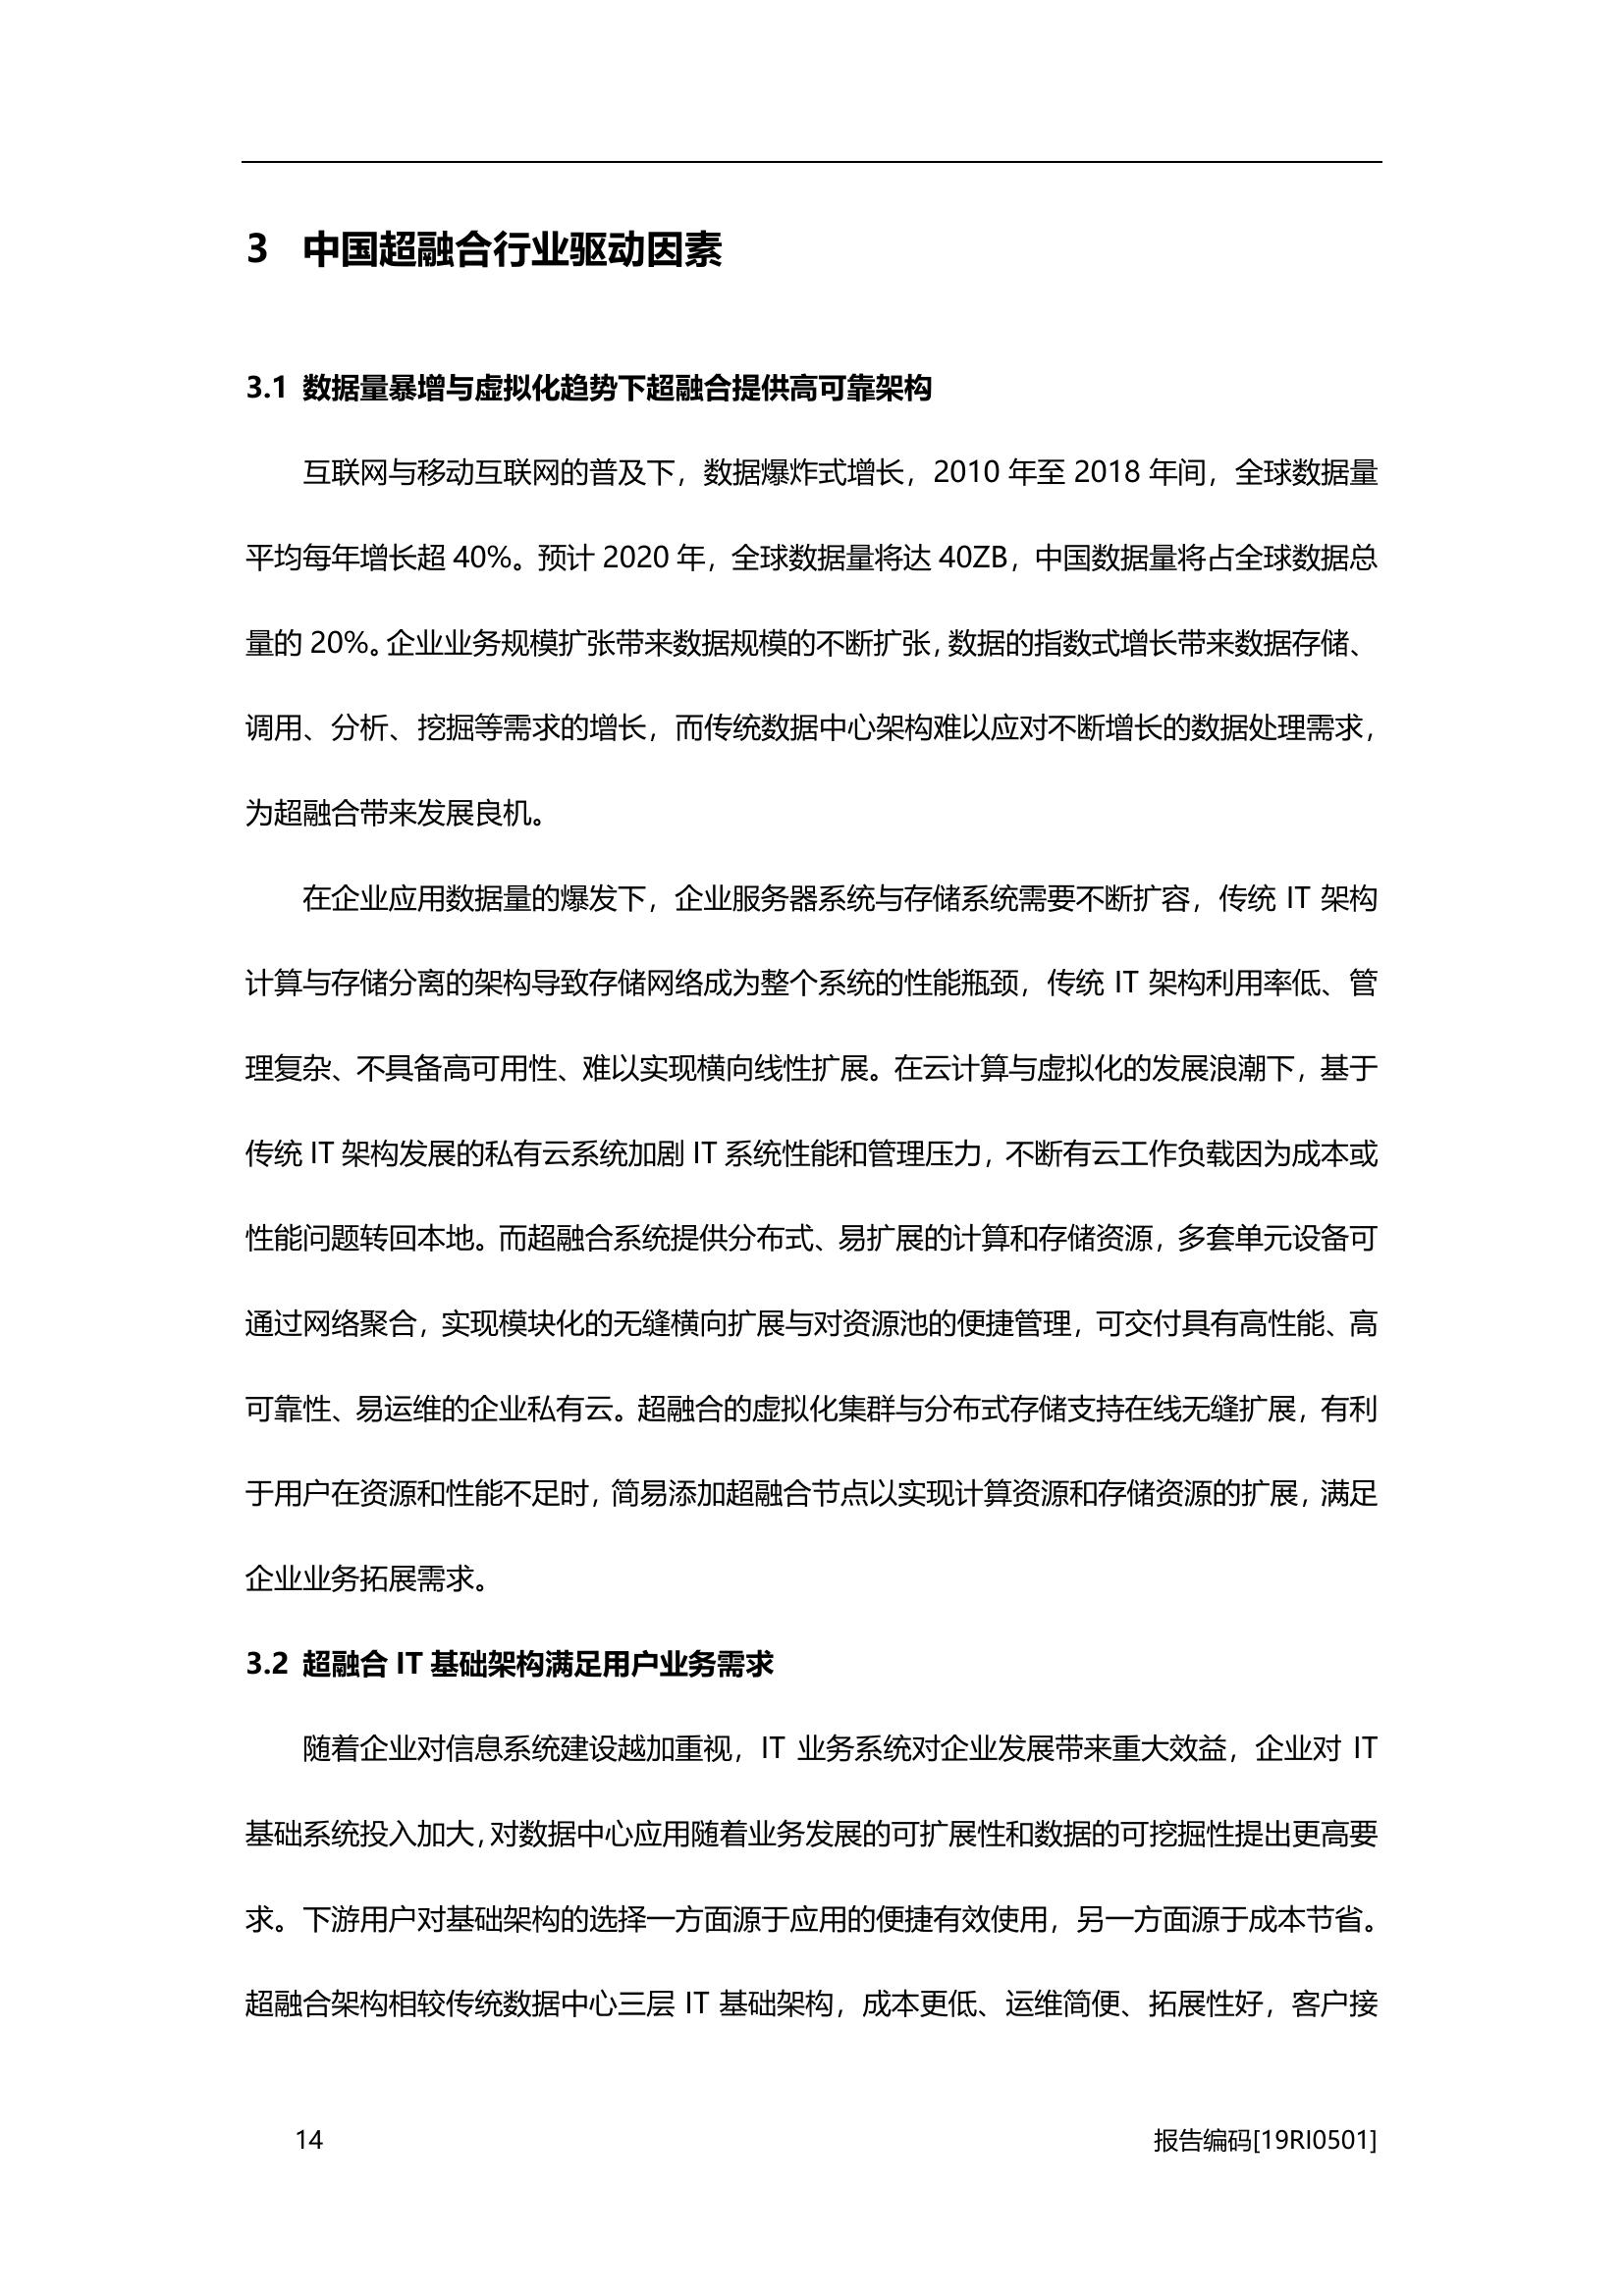 3 中国超融合行业驱动因素
3.1 数据量暴增与虚拟化趋势下超融合提供高可靠架构
互联网与移动互联网的普及下，数据爆炸式增长，2010 年至 2018 年间，全球数据量
平均每年增长超 40%。预计 2020 年，全球数据量将达 40ZB，中国数据量将占全球数据总
量的 20%。企业业务规模扩张带来数据规模的不断扩张，数据的指数式增长带来数据存储、
调用、分析、挖掘等需求的增长，而传统数据中心架构难以应对不断增长的数据处理需求，
为超融合带来发展良机。
在企业应用数据量的爆发下，企业服务器系统与存储系统需要不断扩容，传统 IT 架构
计算与存储分离的架构导致存储网络成为整个系统的性能瓶颈，传统 IT 架构利用率低、管
理复杂、不具备高可用性、难以实现横向线性扩展。在云计算与虚拟化的发展浪潮下，基于
传统 IT 架构发展的私有云系统加剧 IT 系统性能和管理压力，不断有云工作负载因为成本或
性能问题转回本地。而超融合系统提供分布式、易扩展的计算和存储资源，多套单元设备可
通过网络聚合，实现模块化的无缝横向扩展与对资源池的便捷管理，可交付具有高性能、高
可靠性、易运维的企业私有云。超融合的虚拟化集群与分布式存储支持在线无缝扩展，有利
于用户在资源和性能不足时，简易添加超融合节点以实现计算资源和存储资源的扩展，满足
企业业务拓展需求。
3.2 超融合 IT 基础架构满足用户业务需求
随着企业对信息系统建设越加重视，IT 业务系统对企业发展带来重大效益，企业对 IT
基础系统投入加大，对数据中心应用随着业务发展的可扩展性和数据的可挖掘性提出更高要
求。下游用户对基础架构的选择一方面源于应用的便捷有效使用，另一方面源于成本节省。
超融合架构相较传统数据中心三层 IT 基础架构，成本更低、运维简便、拓展性好，客户接
14
报告编码[19RI0501]